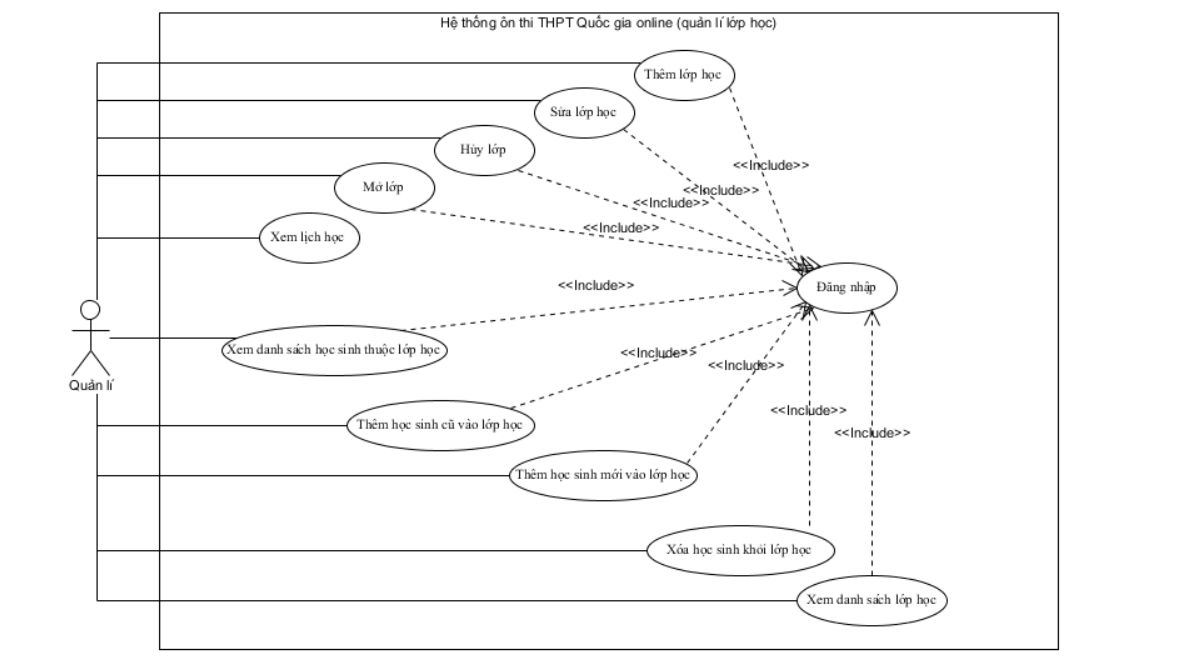 Hệ thống ôn thi THPT Quốc gia online (quản lí lớp học)
Thêm lớp học
Sửa lớp học
Hủy lớp
<<Include>>
Mở lớp
<<Include>>
<<Include>>
<<Include>>
Xem lịch học
<<Include>>
Đăng nhập
Xem danh sách học sinh thuộc lớp học
<<Include>>
<<Include>>
Quản lí
<<Include>>
Thêm học sinh cũ vào lớp học
<<Include>>
Thêm học sinh mới vào lớp học
Xóa học sinh khỏi lớp học
Xem danh sách lớp học